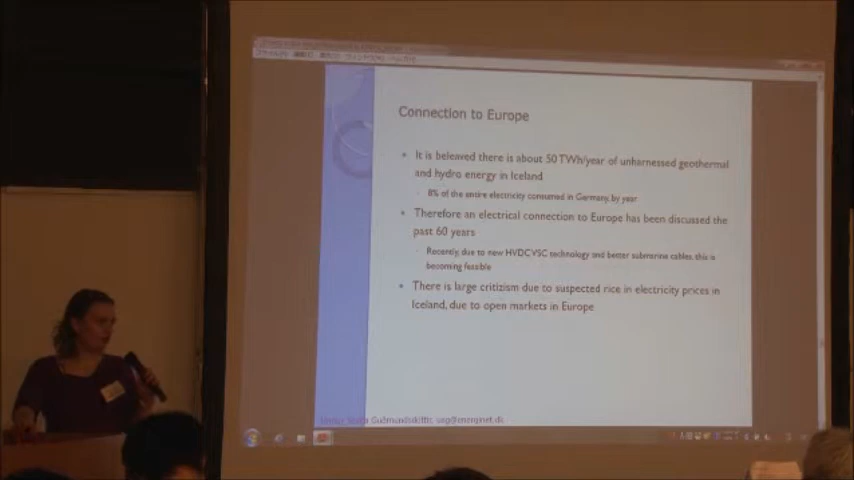 Connection to Europe
It is beleaved there is about 50 TWh/year of unharnessed geothermal
and hydro energy in Iceland
8% of the entire electricity consumed in Germany, by year
Therefore an electrical connection to Europe has been discussed the
past 60 years
Recently, due to new HVDC VSC technology and better submarine cables, this is
becoming feasible
There is large critizism due to suspected rice in electricity prices in
Iceland, due to open markets in Europe